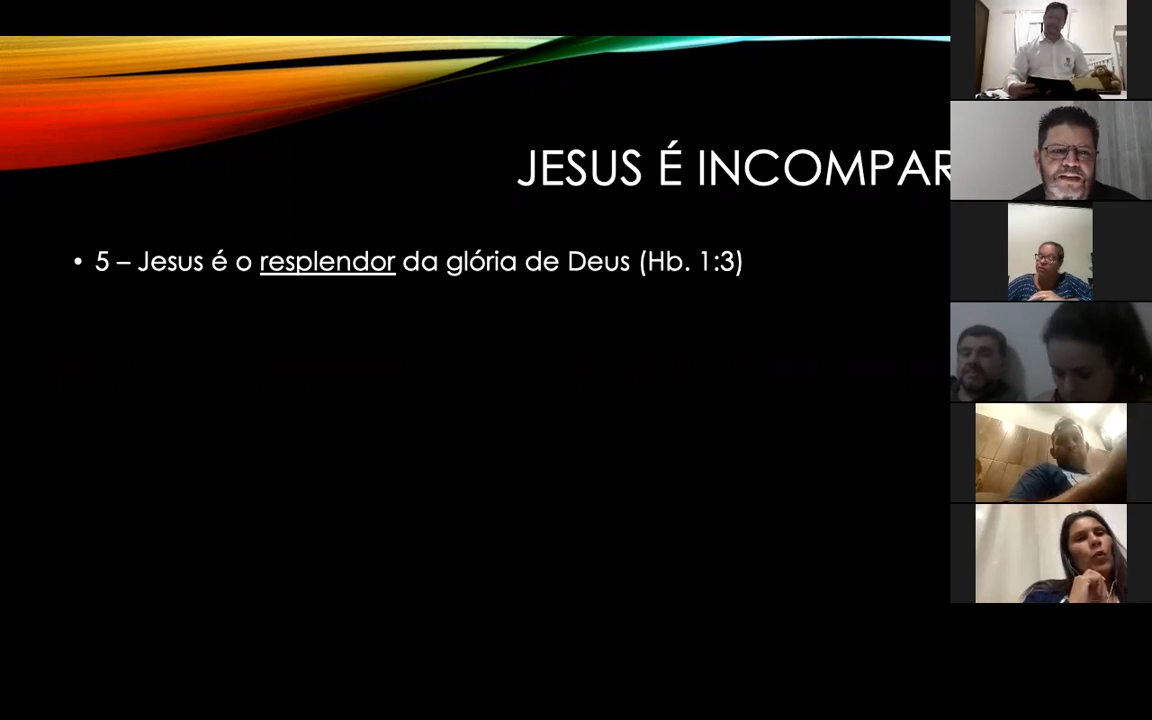 JESUS É INCOMPAR
• 5 – Jesus é o resplendor da glória de Deus (Hb. 1:3)